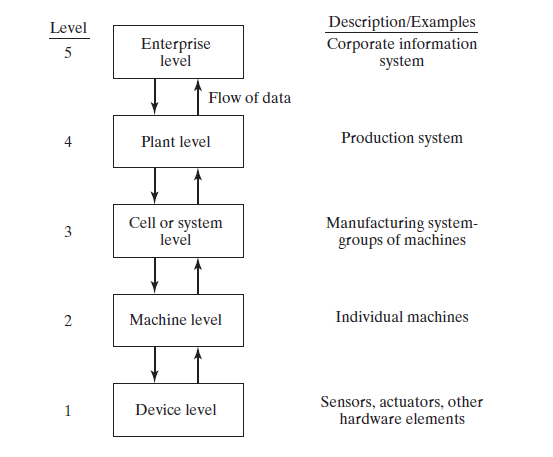 Level
Description/Examples
5
Enterprise
level
Corporate information
system
Flow of data
4
Plant level
Production system
3
Cell or system
level
Manufacturing system-
groups of machines
2
Machine level
Individual machines
1
Device level
Sensors, actuators, other
hardware elements